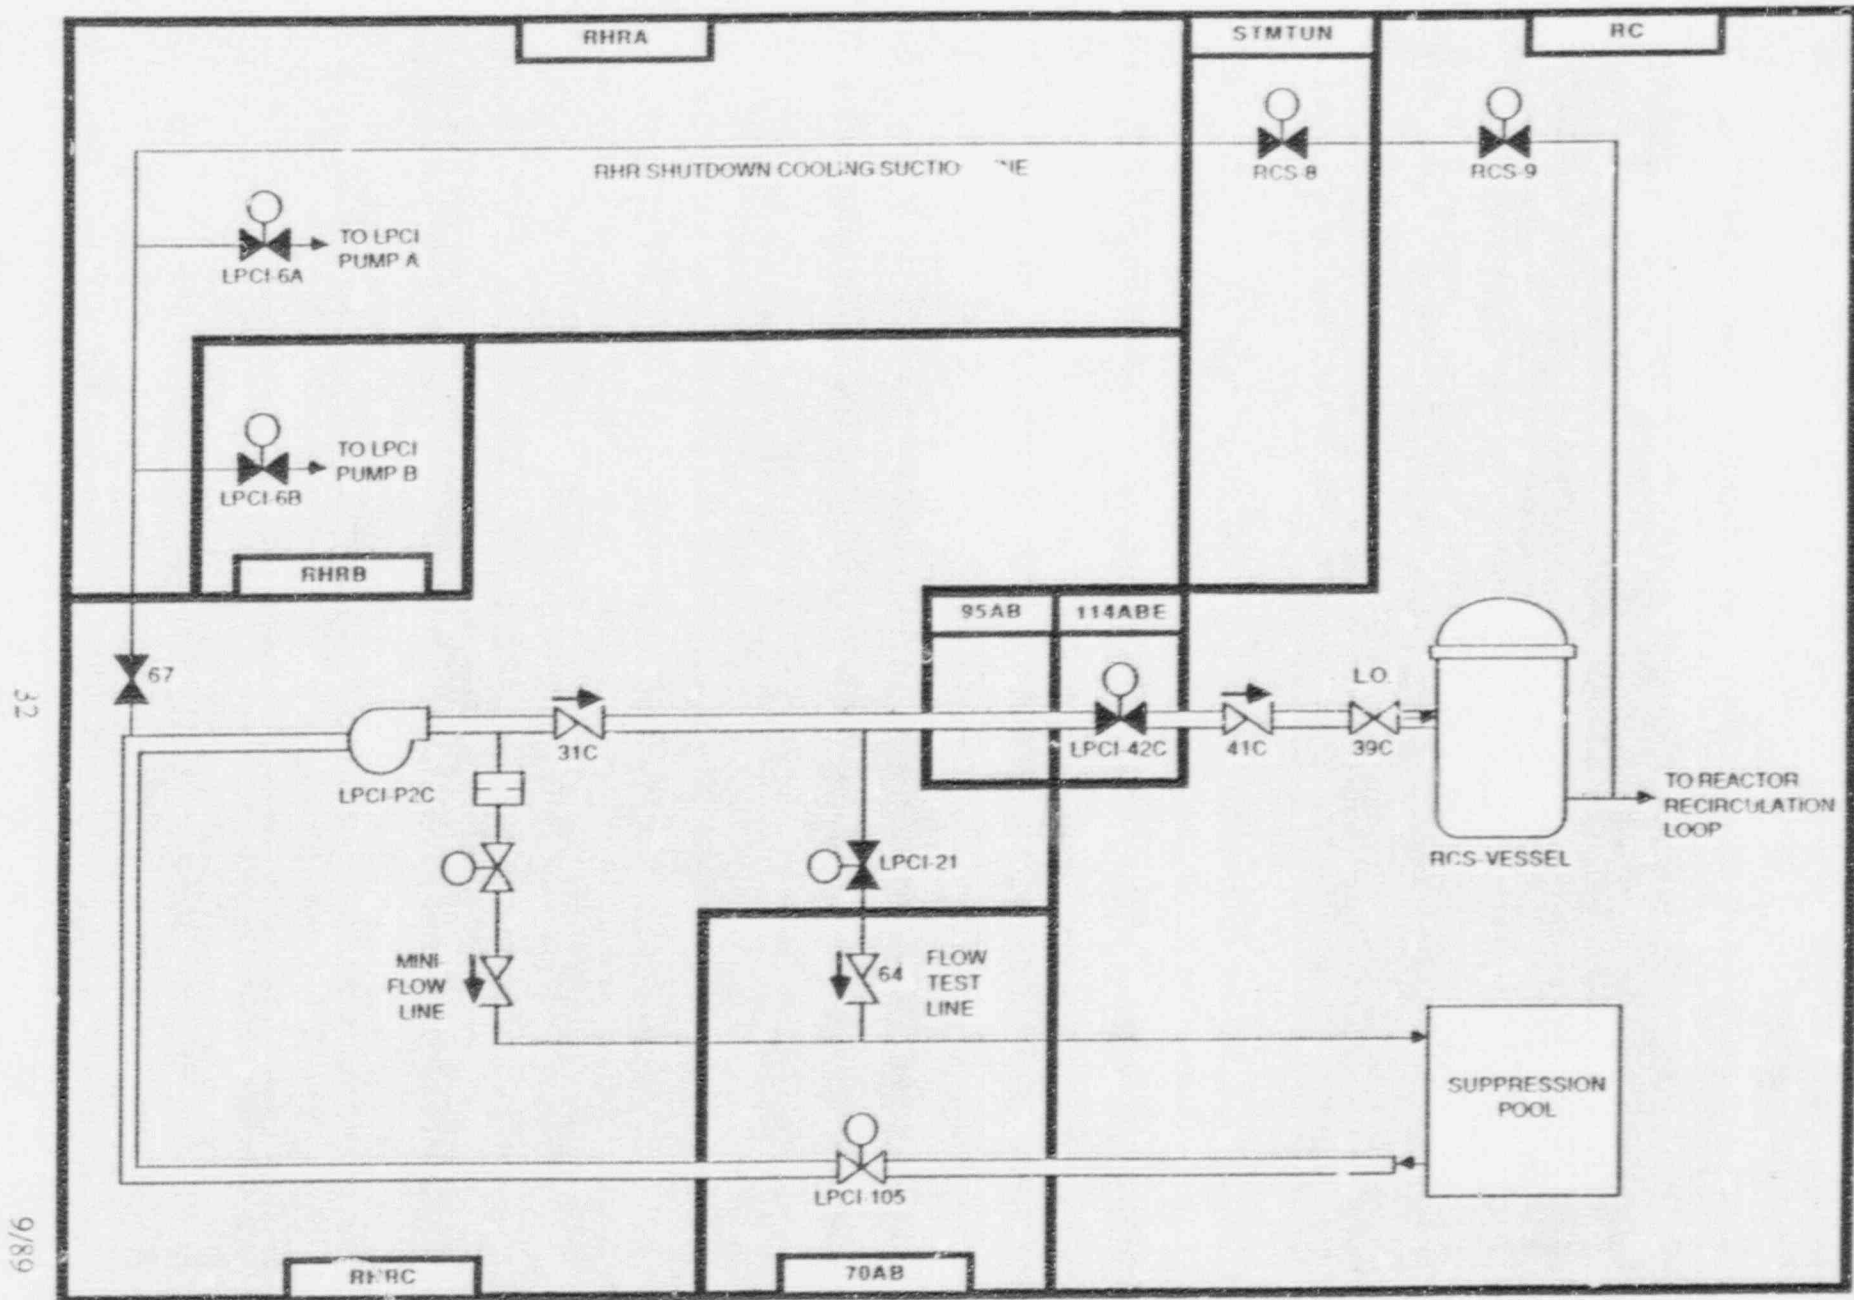 RHRA
STMTUN
RC
RHR SHUTDOWN COOLING SUCTIO NE
RCS-8
RCS-9
TO LPCI
PUMP A
LPCI-6A
TO LPCI
PUMP B
LPCI-6B
RHRB
95AB
114ABE
67
L.O.
31C
LPCI-42C
41C
39C
LPCI-P2C
TO REACTOR
RECIRCULATION
LOOP
RCS-VESSEL
LPCI-21
MINI-
FLOW
LINE
64
FLOW
TEST
LINE
SUPPRESSION
POOL
LPCI-105
RHRC
70AB
32
9/89